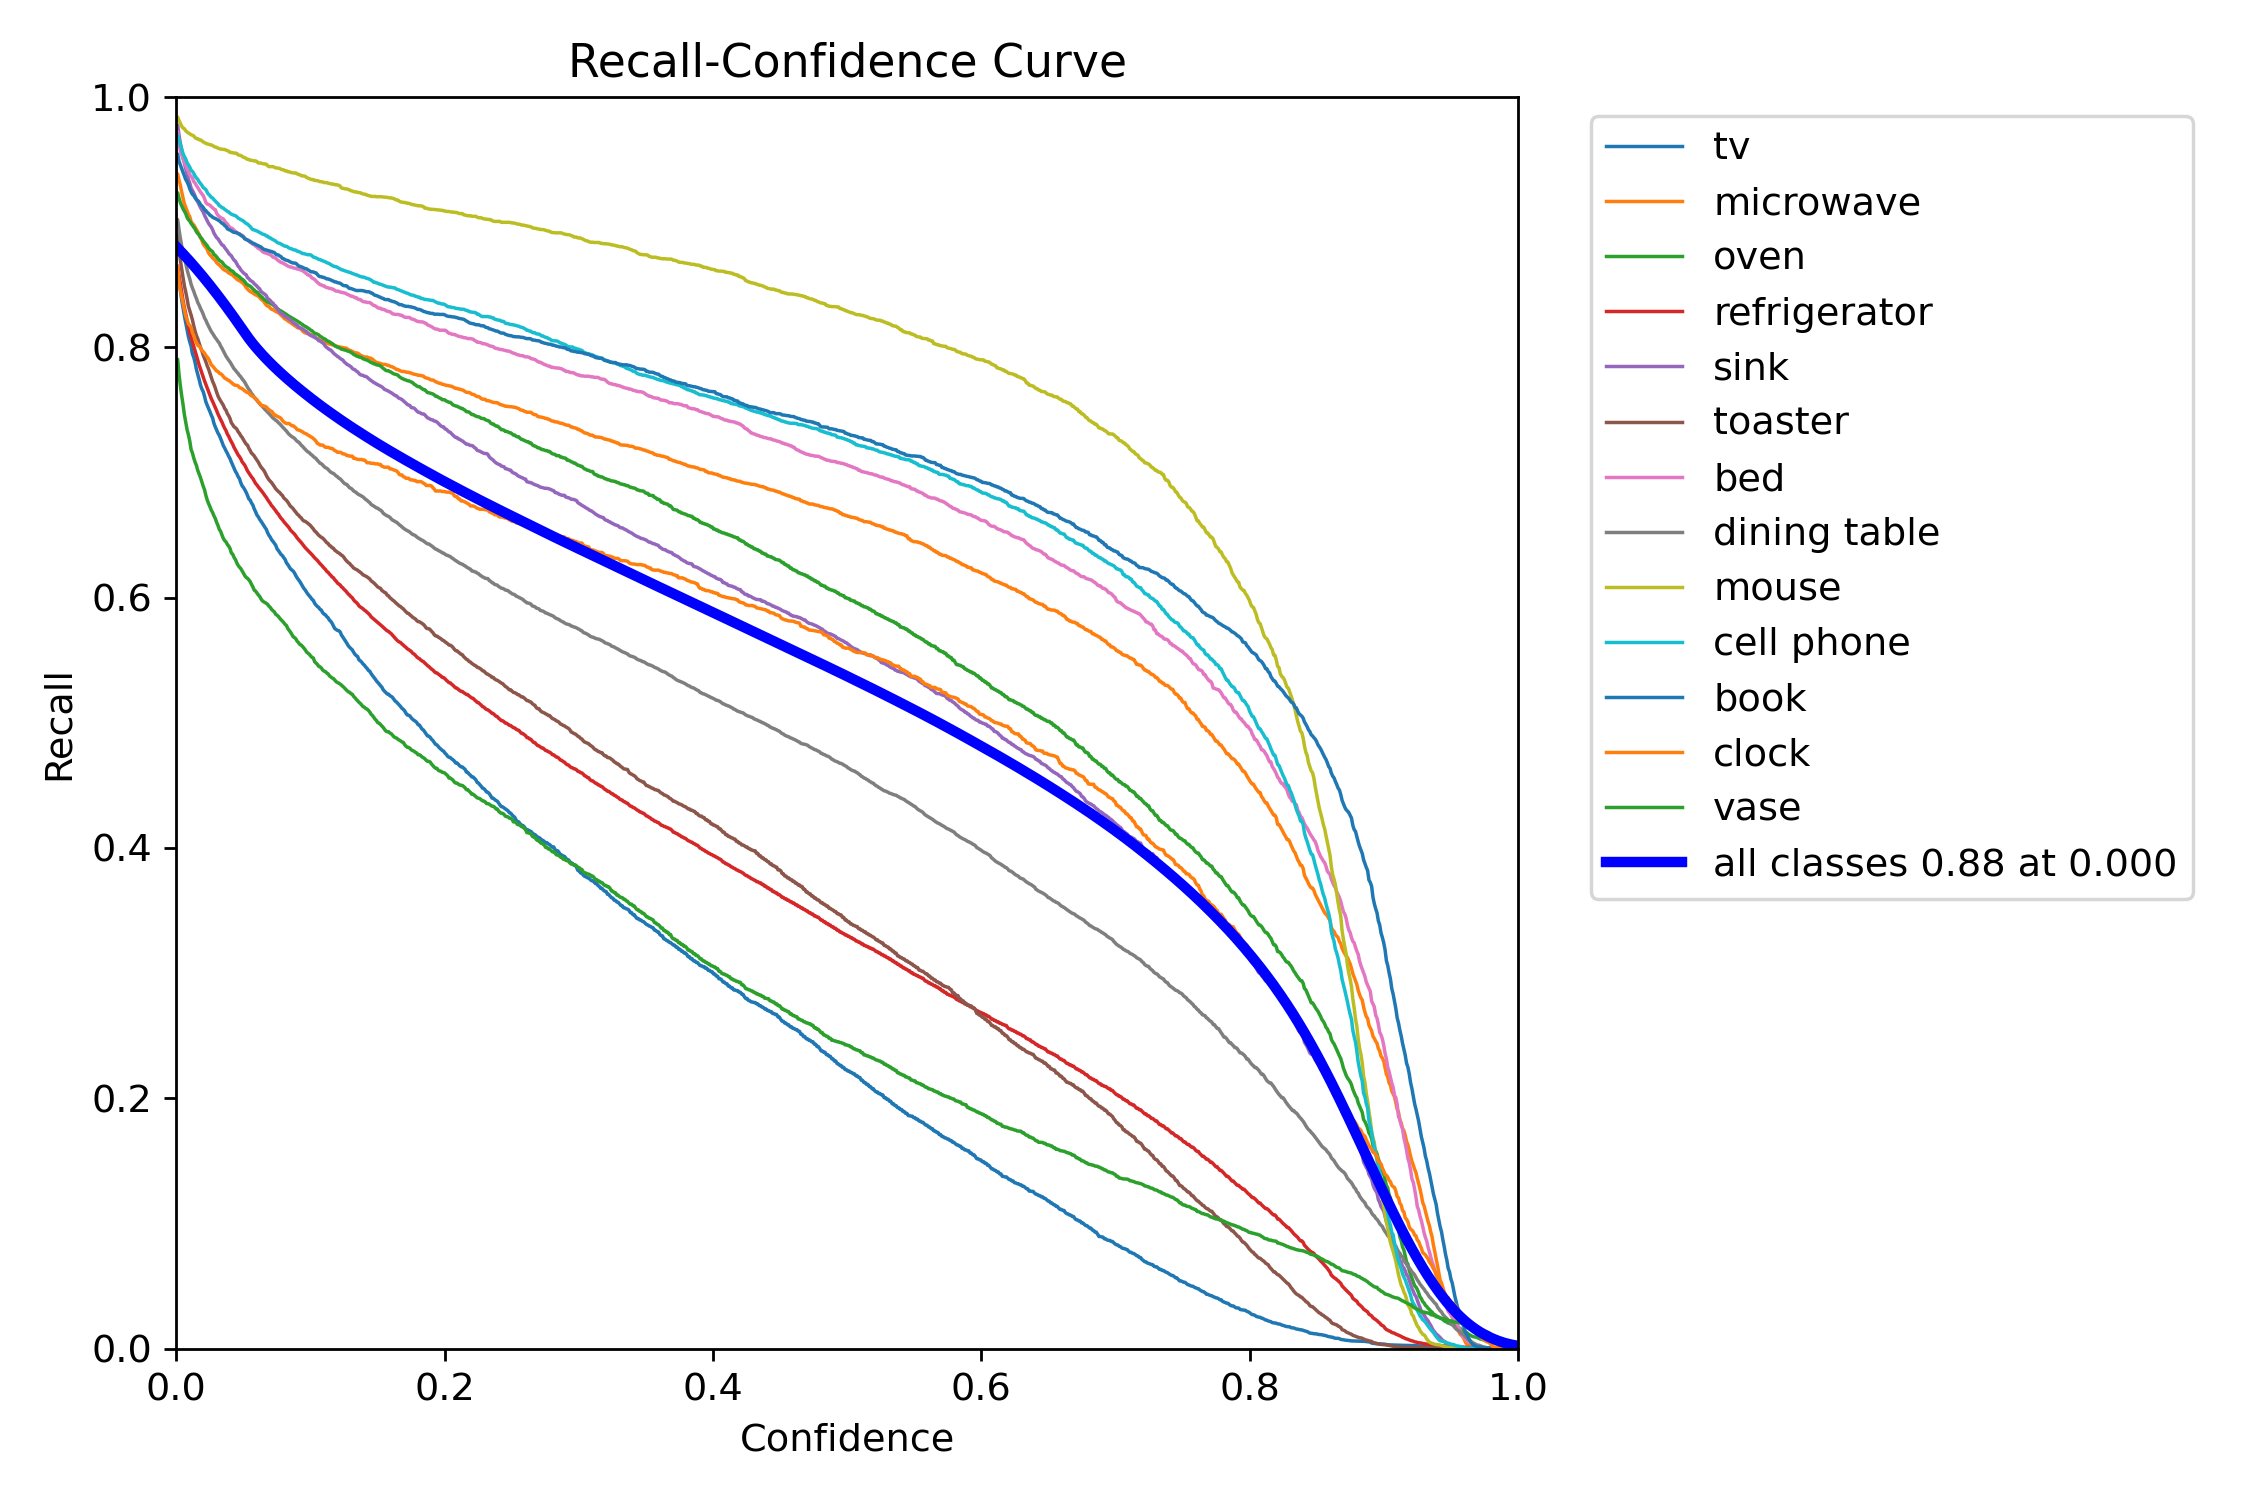 Recall-Confidence Curve
1.0
0.8
0.6
0.4
0.2
0.0
Recall
0.0 0.2 0.4 0.6 0.8 1.0
Confidence
tv
microwave
oven
refrigerator
sink
toaster
bed
dining table
mouse
cell phone
book
clock
vase
all classes 0.88 at 0.000